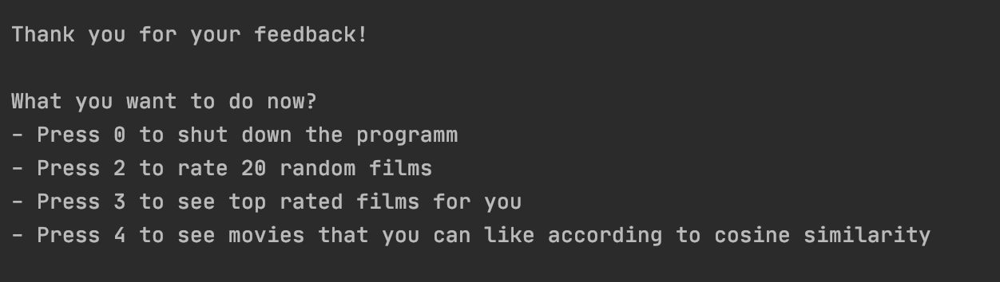 Thank you for your feedback!
What you want to do now?
- Press 0 to shut down the programm
- Press 2 to rate 20 random films
- Press 3 to see top rated films for you
- Press 4 to see movies that you can like according to cosine similarity